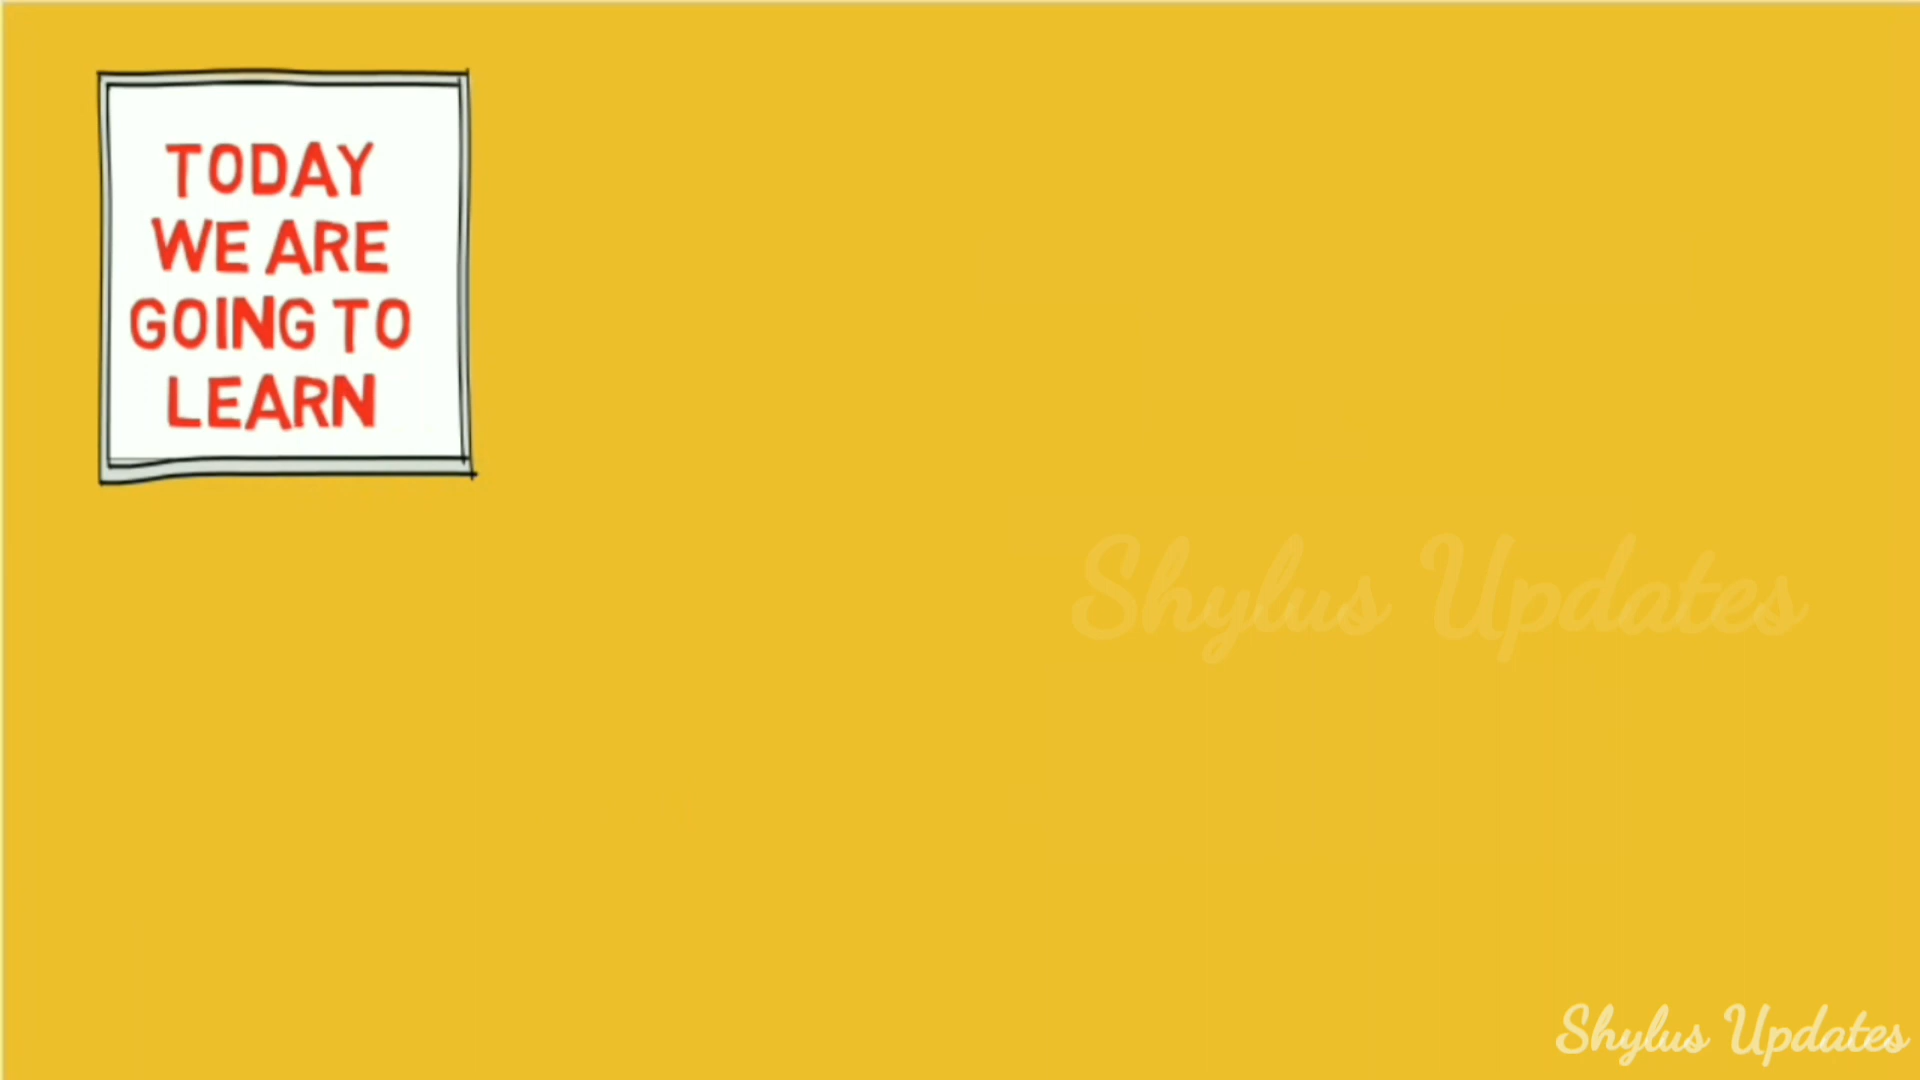 TODAY
WE ARE
GOING TO
LEARN
Shylus Updates
Shylus Updates